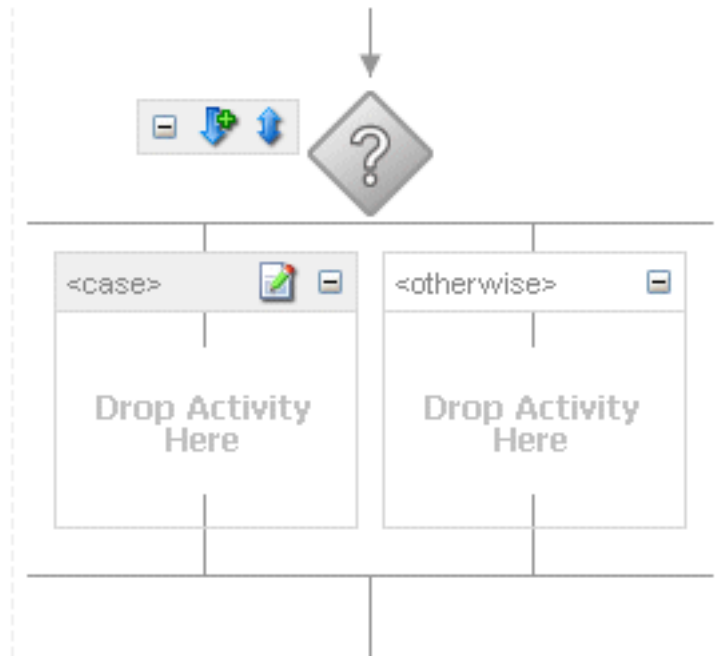 ?
<case>
<otherwise>
Drop Activity
Here
Drop Activity
Here